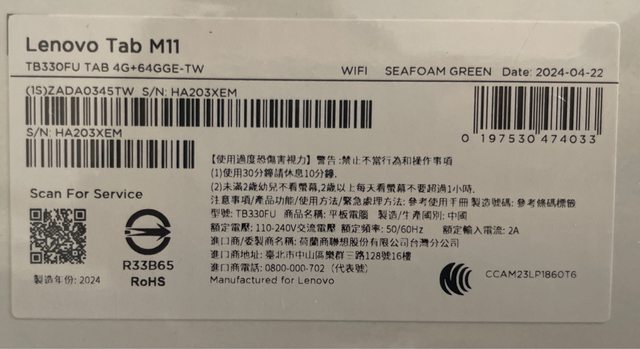 Lenovo Tab M11
TB330FU TAB 4G+64GGE-TW WIFI SEAFOAM GREEN Date: 2024-04-22
(1S)ZADA0345TW S/N: HA203XEM
S/N: HA203XEM
0 197530 474033
【使用過度恐傷害視力】警告:禁止不當行為和操作事項
(1)使用30分鐘請休息10分鐘.
(2)未滿2歲幼兒不看螢幕,2歲以上每天看螢幕不要超過1小時.
注意事項/產品功能/使用方法/緊急處理方法: 參考使用手冊 製造號碼: 參考條碼標籤
型號: TB330FU 商品名稱: 平板電腦 製造/生產國別: 中國
額定電壓: 110-240V交流電壓 額定頻率: 50/60Hz 額定輸入電流: 2A
進口商/委製商名稱: 荷蘭商聯想股份有限公司台灣分公司
進口商地址: 臺北市中山區樂群三路128號16樓
進口商電話: 0800-000-702 (代表號)
Manufactured for Lenovo
Scan For Service
製造年份: 2024
R33B65
RoHS
CCAM23LP1860T6